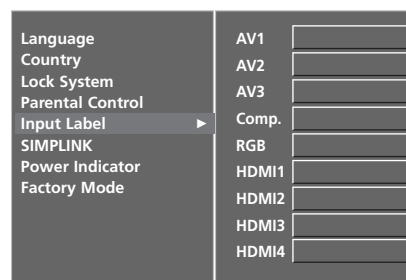 Language
Country
Lock System
Parental Control
Input Label ►
SIMPLINK
Power Indicator
Factory Mode
AV1
AV2
AV3
Comp.
RGB
HDMI1
HDMI2
HDMI3
HDMI4